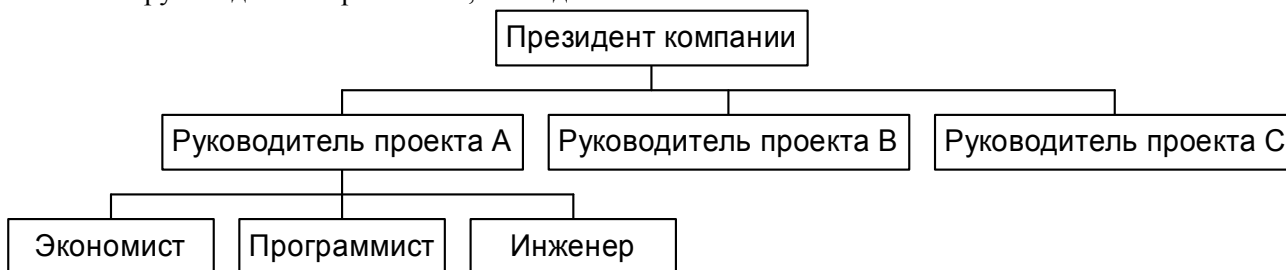 Президент компании
Руководитель проекта А Руководитель проекта В Руководитель проекта С
Экономист Программист Инженер